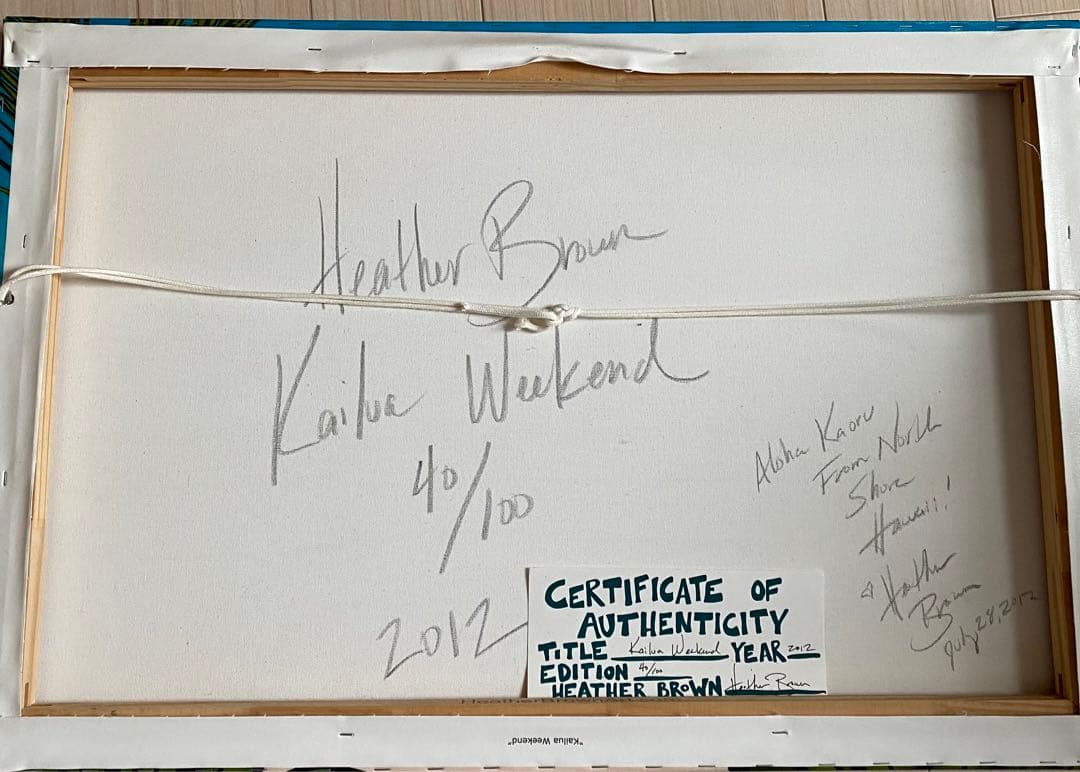 Heather Brown
Kailua Weekend
40/100
2012
Aloha Kaoru
From North
Shore
Hawaii!
Heather
Brown
July 28, 2012
CERTIFICATE OF
AUTHENTICITY
TITLE Kailua Weekend YEAR 2012
EDITION 40/100
HEATHER BROWN Heather Brown
"Kailua Weekend"